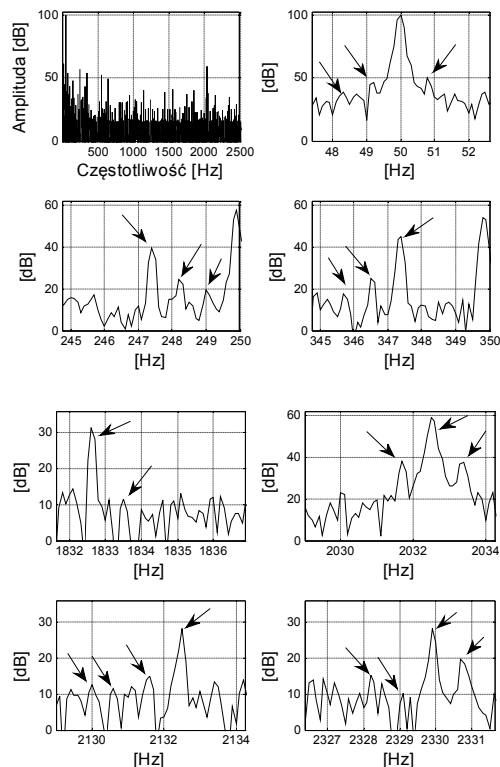 Amplituda [dB]
100
50
0
500 1000 1500 2000 2500
Częstotliwość [Hz]
[dB]
100
50
0
48 49 50 51 52
[Hz]
[dB]
60
40
20
0
245 246 247 248 249 250
[Hz]
[dB]
60
40
20
0
345 346 347 348 349 350
[Hz]
[dB]
30
20
10
0
1832 1833 1834 1835 1836
[Hz]
[dB]
60
40
20
0
2030 2032 2034
[Hz]
[dB]
30
20
10
0
2130 2132 2134
[Hz]
[dB]
30
20
10
0
2327 2328 2329 2330 2331
[Hz]